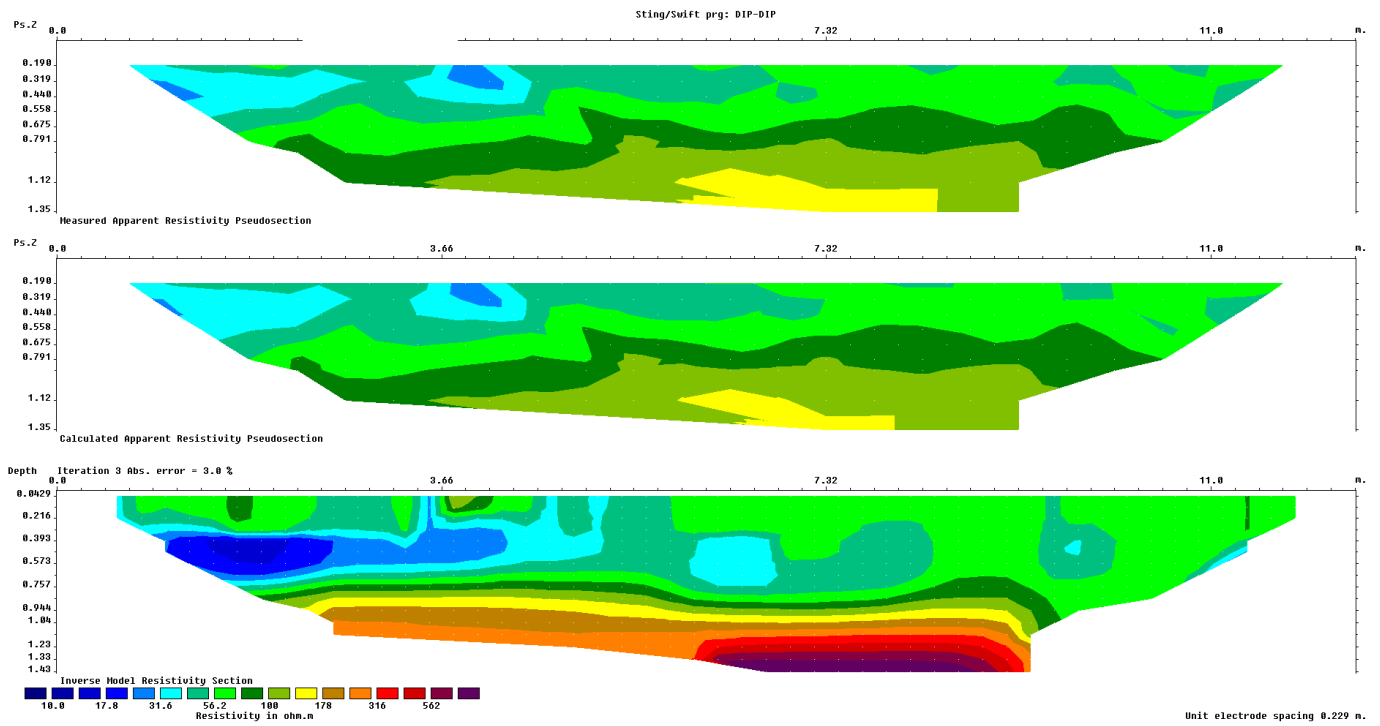 Sting/Swift prg: DIP-DIP
Ps.Z 0.0 7.32 11.0 m.
0.190
0.319
0.440
0.558
0.675
0.791
1.12
1.35
Measured Apparent Resistivity Pseudosection
Ps.Z 0.0 3.66 7.32 11.0 m.
0.190
0.319
0.440
0.558
0.675
0.791
1.12
1.35
Calculated Apparent Resistivity Pseudosection
Depth Iteration 3 Abs. error = 3.0 %
0.0 3.66 7.32 11.0 m.
0.0429
0.216
0.393
0.573
0.757
0.944
1.04
1.23
1.33
1.43
Inverse Model Resistivity Section
10.0 17.8 31.6 56.2 100 178 316 562
Resistivity in ohm.m
Unit electrode spacing 0.229 m.